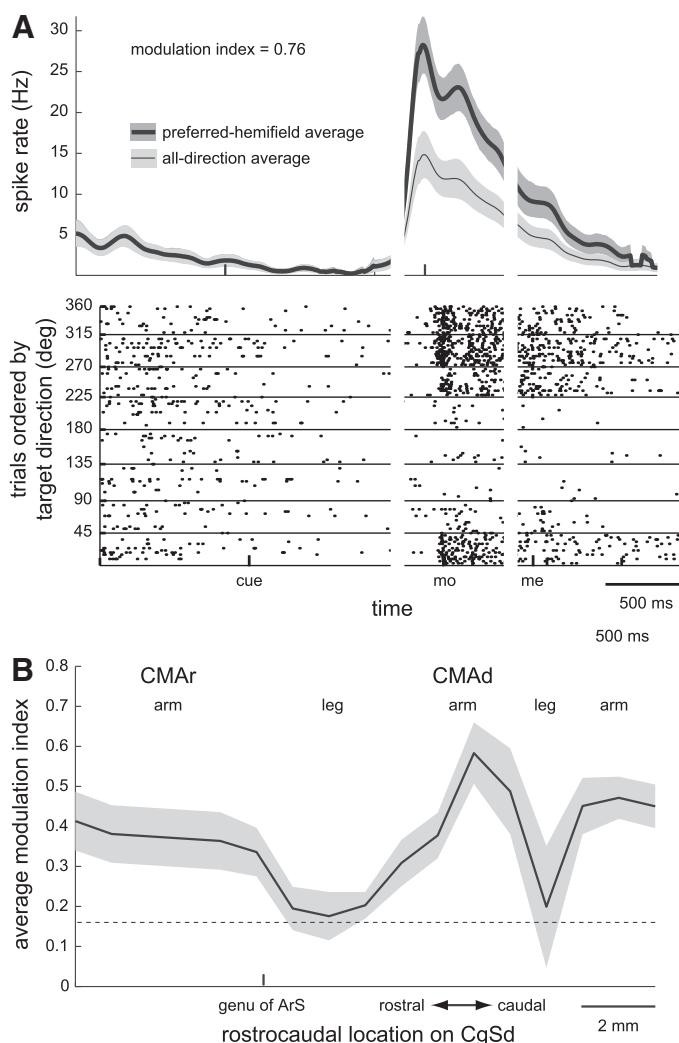 A
spike rate (Hz)
30
25
20
15
10
5
modulation index = 0.76
preferred-hemifield average
all-direction average
trials ordered by
target direction (deg)
360
315
270
225
180
135
90
45
cue
mo
me
time
500 ms
500 ms
B
average modulation index
0.8
0.7
0.6
0.5
0.4
0.3
0.2
0.1
0
CMAr
CMAd
arm
leg
arm
leg
arm
genu of ArS
rostral
caudal
2 mm
rostrocaudal location on CgSd